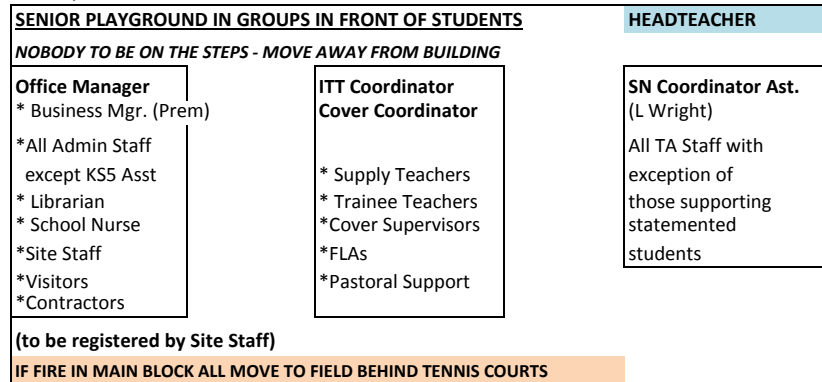 SENIOR PLAYGROUND IN GROUPS IN FRONT OF STUDENTS
HEADTEACHER
NOBODY TO BE ON THE STEPS - MOVE AWAY FROM BUILDING
Office Manager
* Business Mgr. (Prem)
*All Admin Staff
except KS5 Asst
* Librarian
* School Nurse
*Site Staff
*Visitors
*Contractors
ITT Coordinator
Cover Coordinator
* Supply Teachers
* Trainee Teachers
*Cover Supervisors
*FLAs
*Pastoral Support
SN Coordinator Ast.
(L Wright)
All TA Staff with
exception of
those supporting
statemented
students
(to be registered by Site Staff)
IF FIRE IN MAIN BLOCK ALL MOVE TO FIELD BEHIND TENNIS COURTS